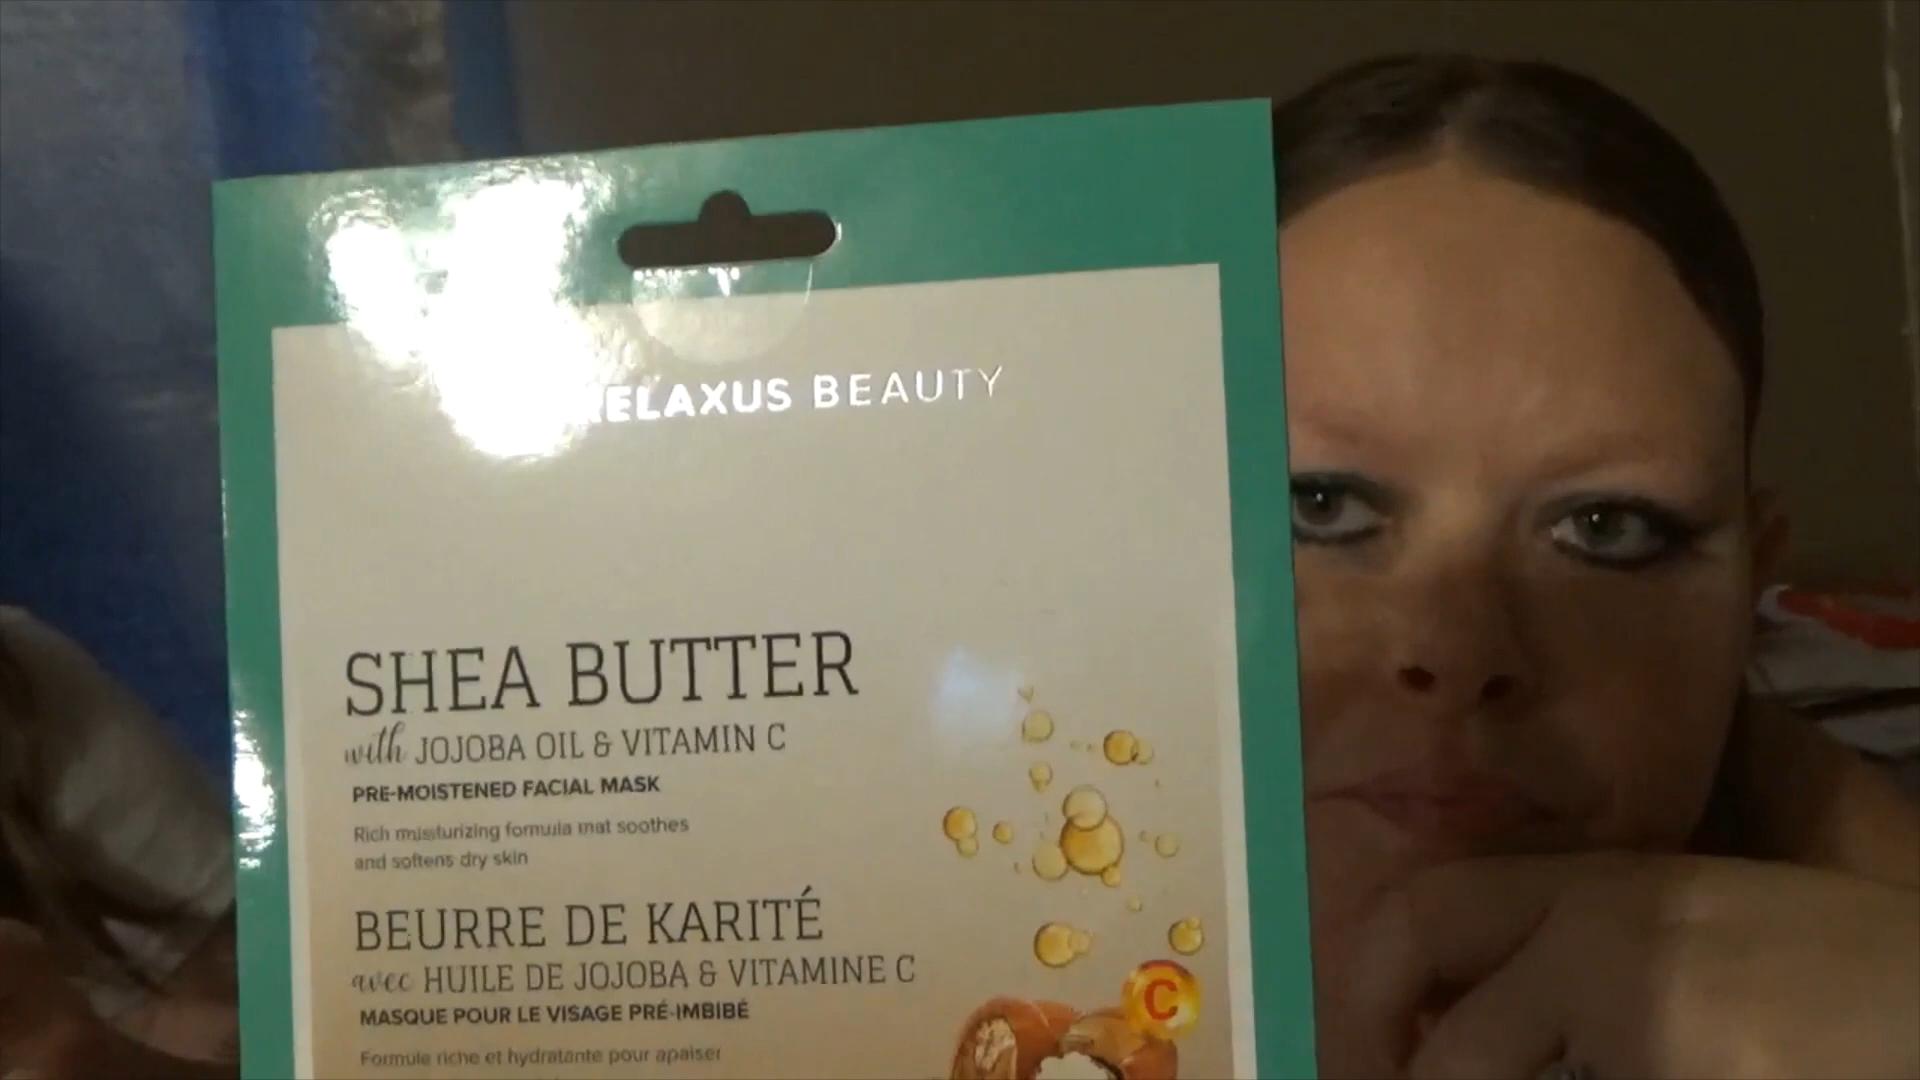 RELAXUS BEAUTY
SHEA BUTTER
with JOJOBA OIL & VITAMIN C
PRE-MOISTENED FACIAL MASK
Rich moisturizing formula that soothes
and softens dry skin
BEURRE DE KARITÉ
avec HUILE DE JOJOBA & VITAMINE C
MASQUE POUR LE VISAGE PRÉ-IMBIBÉ
Formule riche et hydratante pour apaiser
C